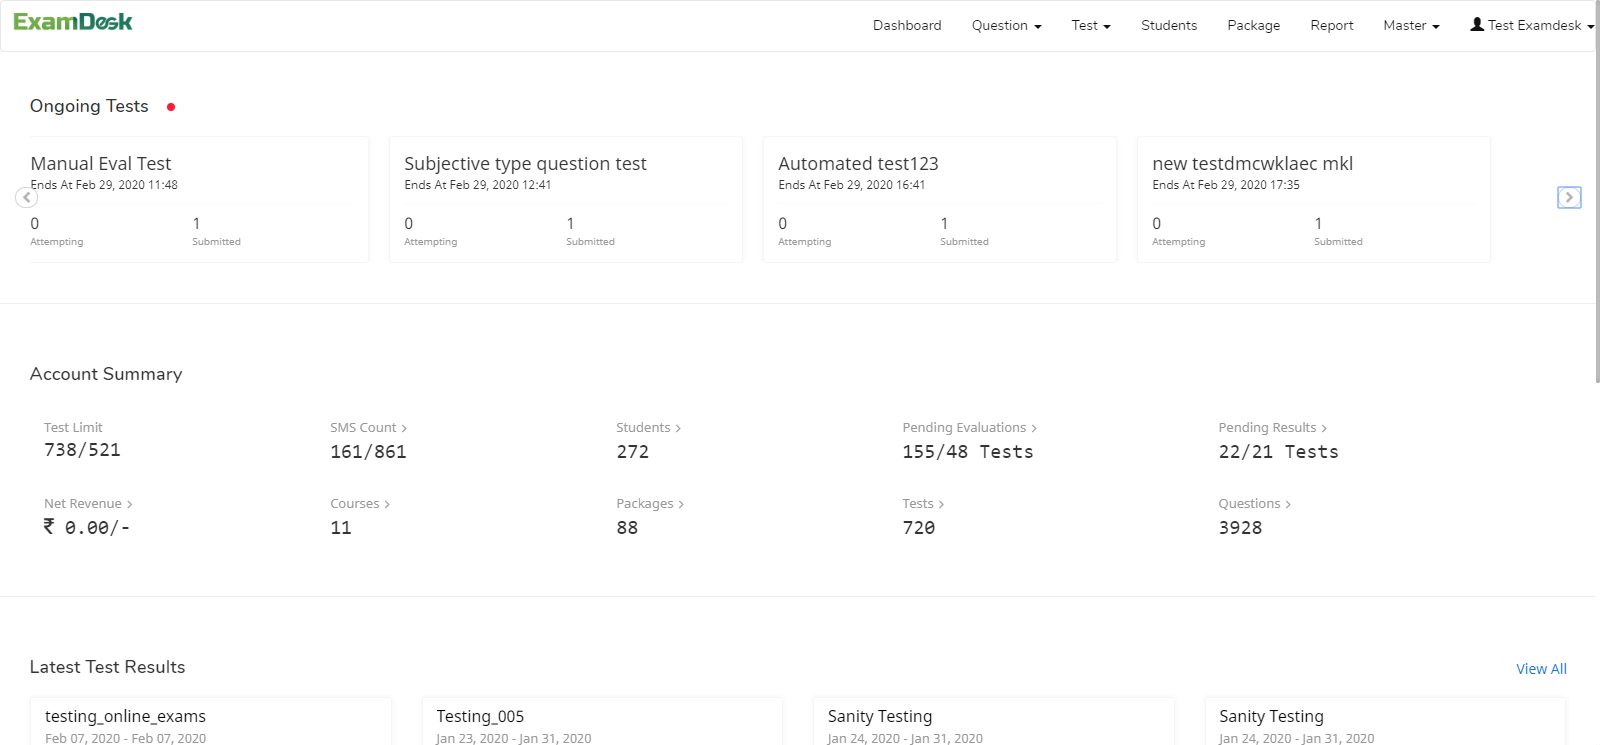 ExamDesk
Dashboard Question Test Students Package Report Master Test Examdesk
Ongoing Tests
Manual Eval Test
Ends At Feb 29, 2020 11:48
0 1
Attempting Submitted
Subjective type question test
Ends At Feb 29, 2020 12:41
0 1
Attempting Submitted
Automated test123
Ends At Feb 29, 2020 16:41
0 1
Attempting Submitted
new testdmcwklaec mkl
Ends At Feb 29, 2020 17:35
0 1
Attempting Submitted
Account Summary
Test Limit
738/521
SMS Count >
161/861
Students >
272
Pending Evaluations >
155/48 Tests
Pending Results >
22/21 Tests
Net Revenue >
₹ 0.00/-
Courses >
11
Packages >
88
Tests >
720
Questions >
3928
Latest Test Results
View All
testing_online_exams
Feb 07, 2020 - Feb 07, 2020
Testing_005
Jan 23, 2020 - Jan 31, 2020
Sanity Testing
Jan 24, 2020 - Jan 31, 2020
Sanity Testing
Jan 24, 2020 - Jan 31, 2020